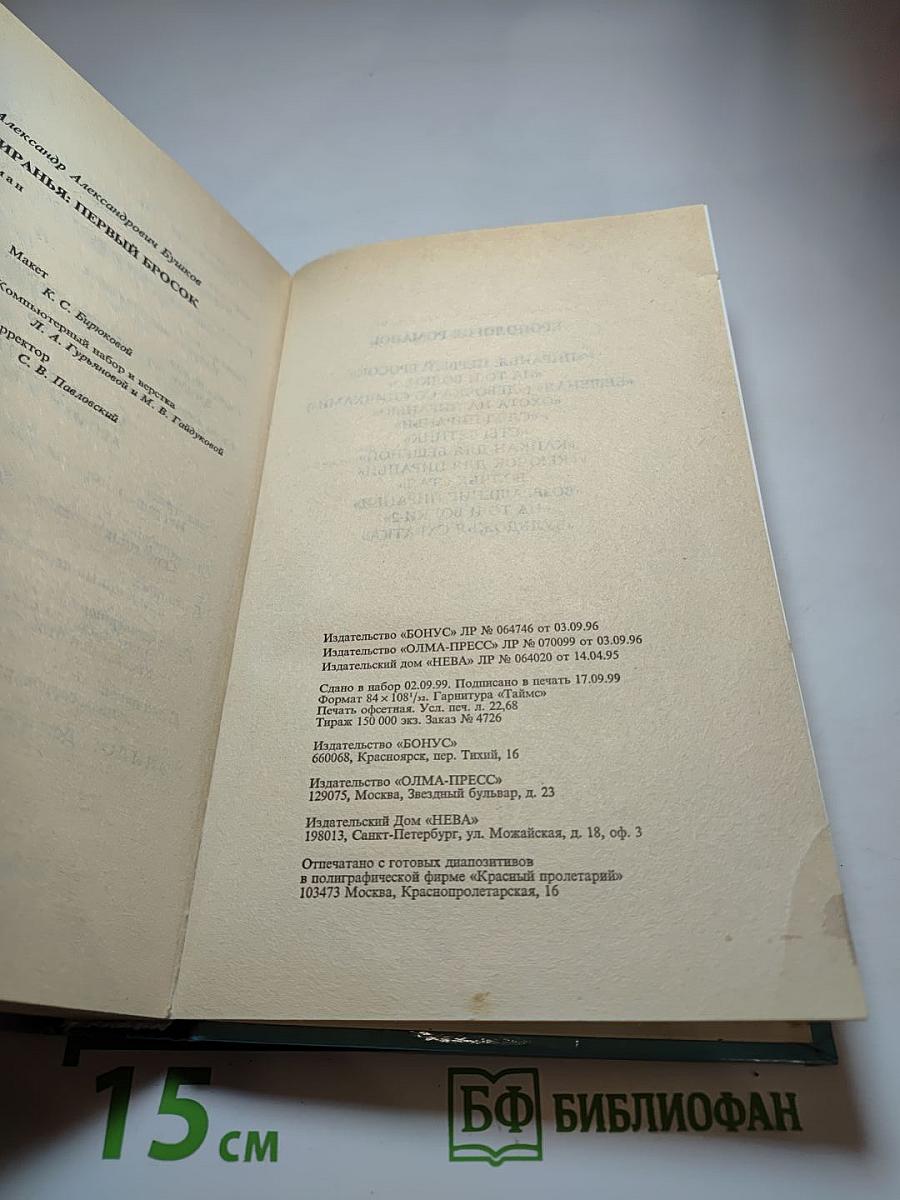 Александр Александрович Бушков
ИРАНЬЯ: ПЕРВЫЙ БРОСОК
Макет
К. С. Бирюковой
Компьютерный набор и верстка
Л. А. Гурьяновой и М. В. Гайдуковой
рректор
С. В. Павловский
Издательство «БОНУС» ЛР № 064746 от 03.09.96
Издательство «ОЛМА-ПРЕСС» ЛР № 070099 от 03.09.96
Издательский дом «НЕВА» ЛР № 064020 от 14.04.95
Сдано в набор 02.09.99. Подписано в печать 17.09.99
Формат 84 × 108¹/₃₂. Гарнитура «Таймс»
Печать офсетная. Усл. печ. л. 22,68
Тираж 150 000 экз. Заказ № 4726
Издательство «БОНУС»
660068, Красноярск, пер. Тихий, 16
Издательство «ОЛМА-ПРЕСС»
129075, Москва, Звездный бульвар, д. 23
Издательский Дом «НЕВА»
198013, Санкт-Петербург, ул. Можайская, д. 18, оф. 3
Отпечатано с готовых диапозитивов
в полиграфической фирме «Красный пролетарий»
103473 Москва, Краснопролетарская, 16
15 см
БФ БИБЛИОФАН